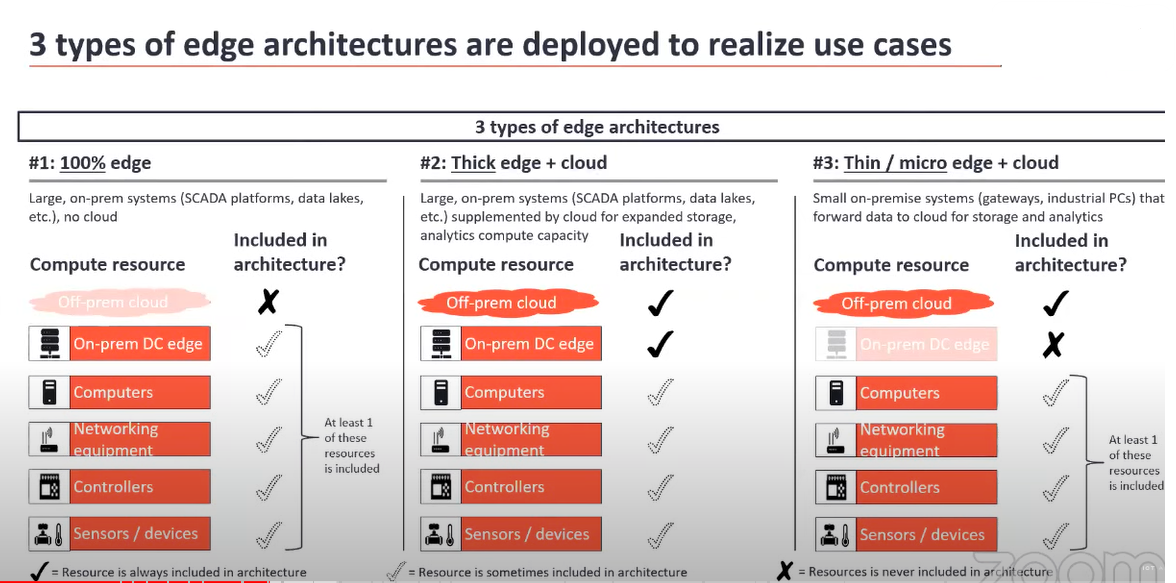 3 types of edge architectures are deployed to realize use cases
3 types of edge architectures
#1: 100% edge
Large, on-prem systems (SCADA platforms, data lakes,
etc.), no cloud
Compute resource
Included in
architecture?
Off-prem cloud
On-prem DC edge
Computers
Networking
equipment
Controllers
Sensors / devices
At least 1
of these
resources
is included
#2: Thick edge + cloud
Large, on-prem systems (SCADA platforms, data lakes,
etc.) supplemented by cloud for expanded storage,
analytics compute capacity
Compute resource
Included in
architecture?
Off-prem cloud
On-prem DC edge
Computers
Networking
equipment
Controllers
Sensors / devices
#3: Thin / micro edge + cloud
Small on-premise systems (gateways, industrial PCs) that
forward data to cloud for storage and analytics
Compute resource
Included in
architecture?
Off-prem cloud
On-prem DC edge
Computers
Networking
equipment
Controllers
Sensors / devices
At least 1
of these
resources
is included
= Resource is always included in architecture
= Resource is sometimes included in architecture
= Resources is never included in architecture
zoom